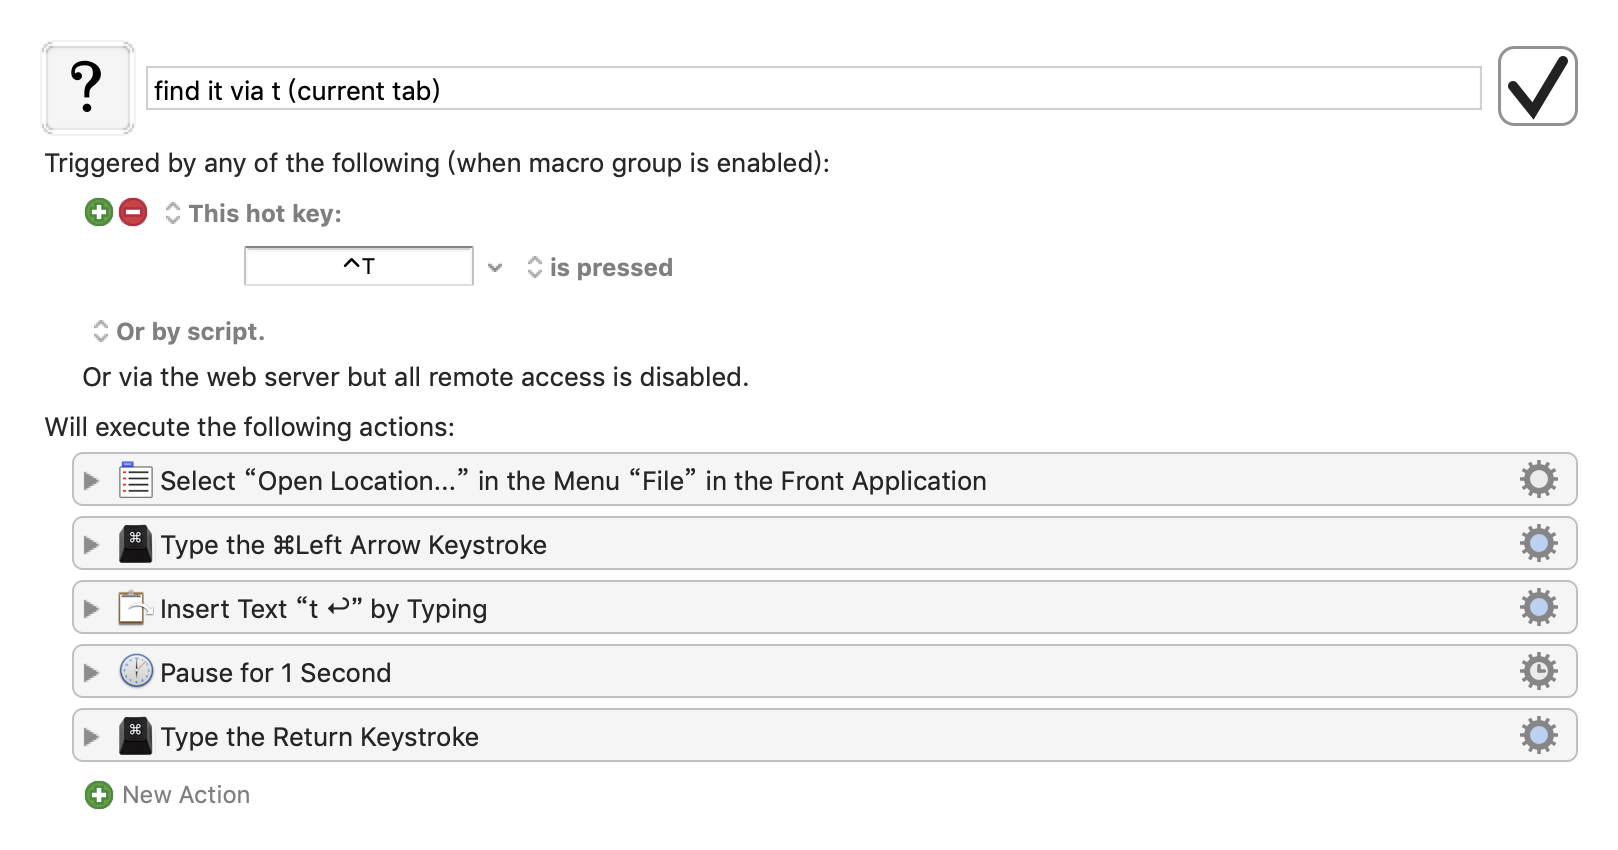 ?
find it via t (current tab)
Triggered by any of the following (when macro group is enabled):
This hot key:
^T
is pressed
Or by script.
Or via the web server but all remote access is disabled.
Will execute the following actions:
Select “Open Location...” in the Menu “File” in the Front Application
⌘
Type the ⌘Left Arrow Keystroke
Insert Text “t ↩” by Typing
Pause for 1 Second
⌘
Type the Return Keystroke
New Action